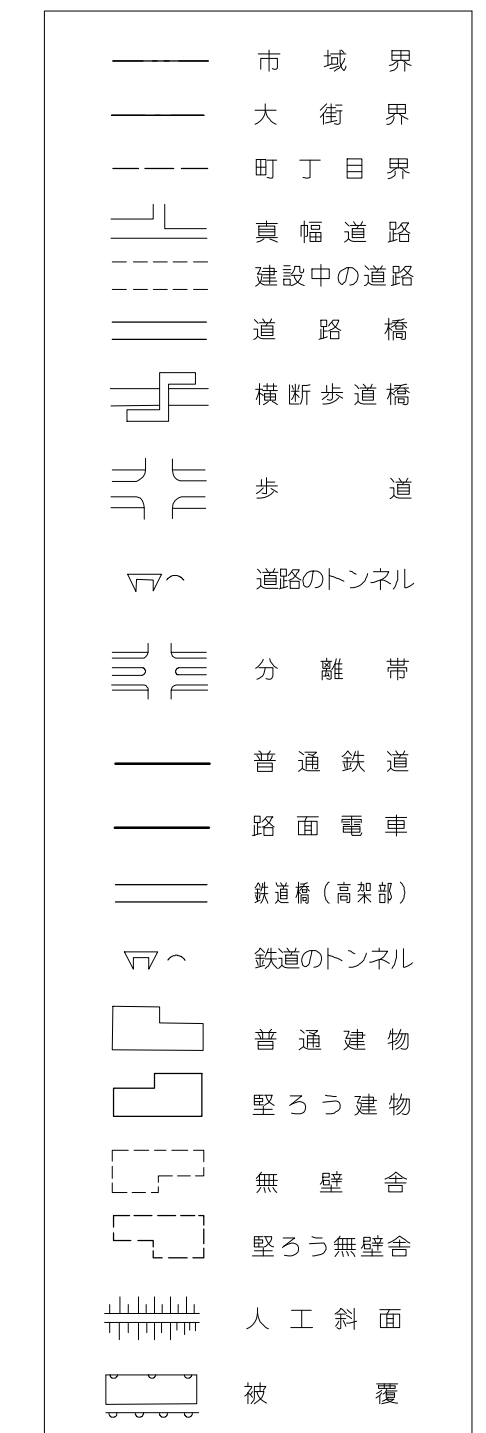 市域界
大街界
町丁目界
真幅道路
建設中の道路
道路橋
横断歩道橋
歩道
道路のトンネル
分離帯
普通鉄道
路面電車
鉄道橋(高架部)
鉄道のトンネル
普通建物
堅ろう建物
無壁舎
堅ろう無壁舎
人工斜面
被覆